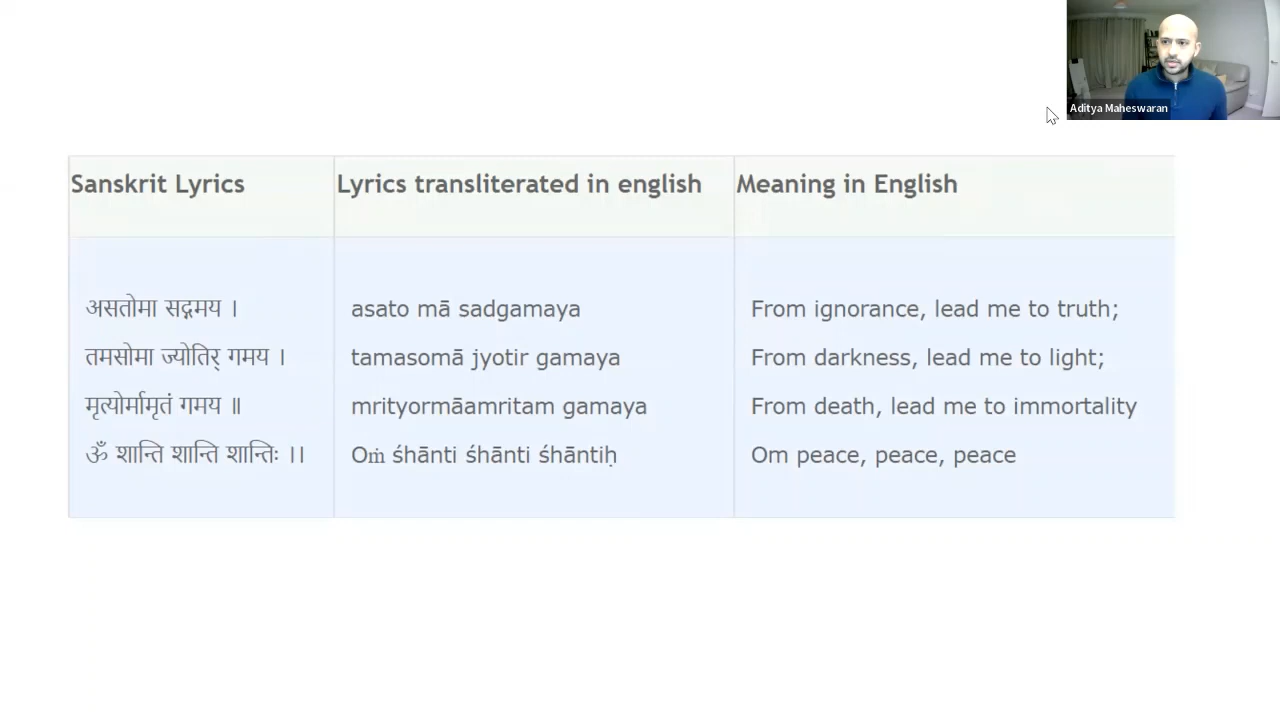 Aditya Maheswaran
Sanskrit Lyrics
Lyrics transliterated in english
Meaning in English
असतोमा सद्गमय ।
asato mā sadgamaya
From ignorance, lead me to truth;
तमसोमा ज्योतिर् गमय ।
tamasomā jyotir gamaya
From darkness, lead me to light;
मृत्योर्मामृतं गमय ॥
mrityormāamritam gamaya
From death, lead me to immortality
ॐ शान्ति शान्ति शान्तिः ।।
Oṁ śhānti śhānti śhāntiḥ
Om peace, peace, peace